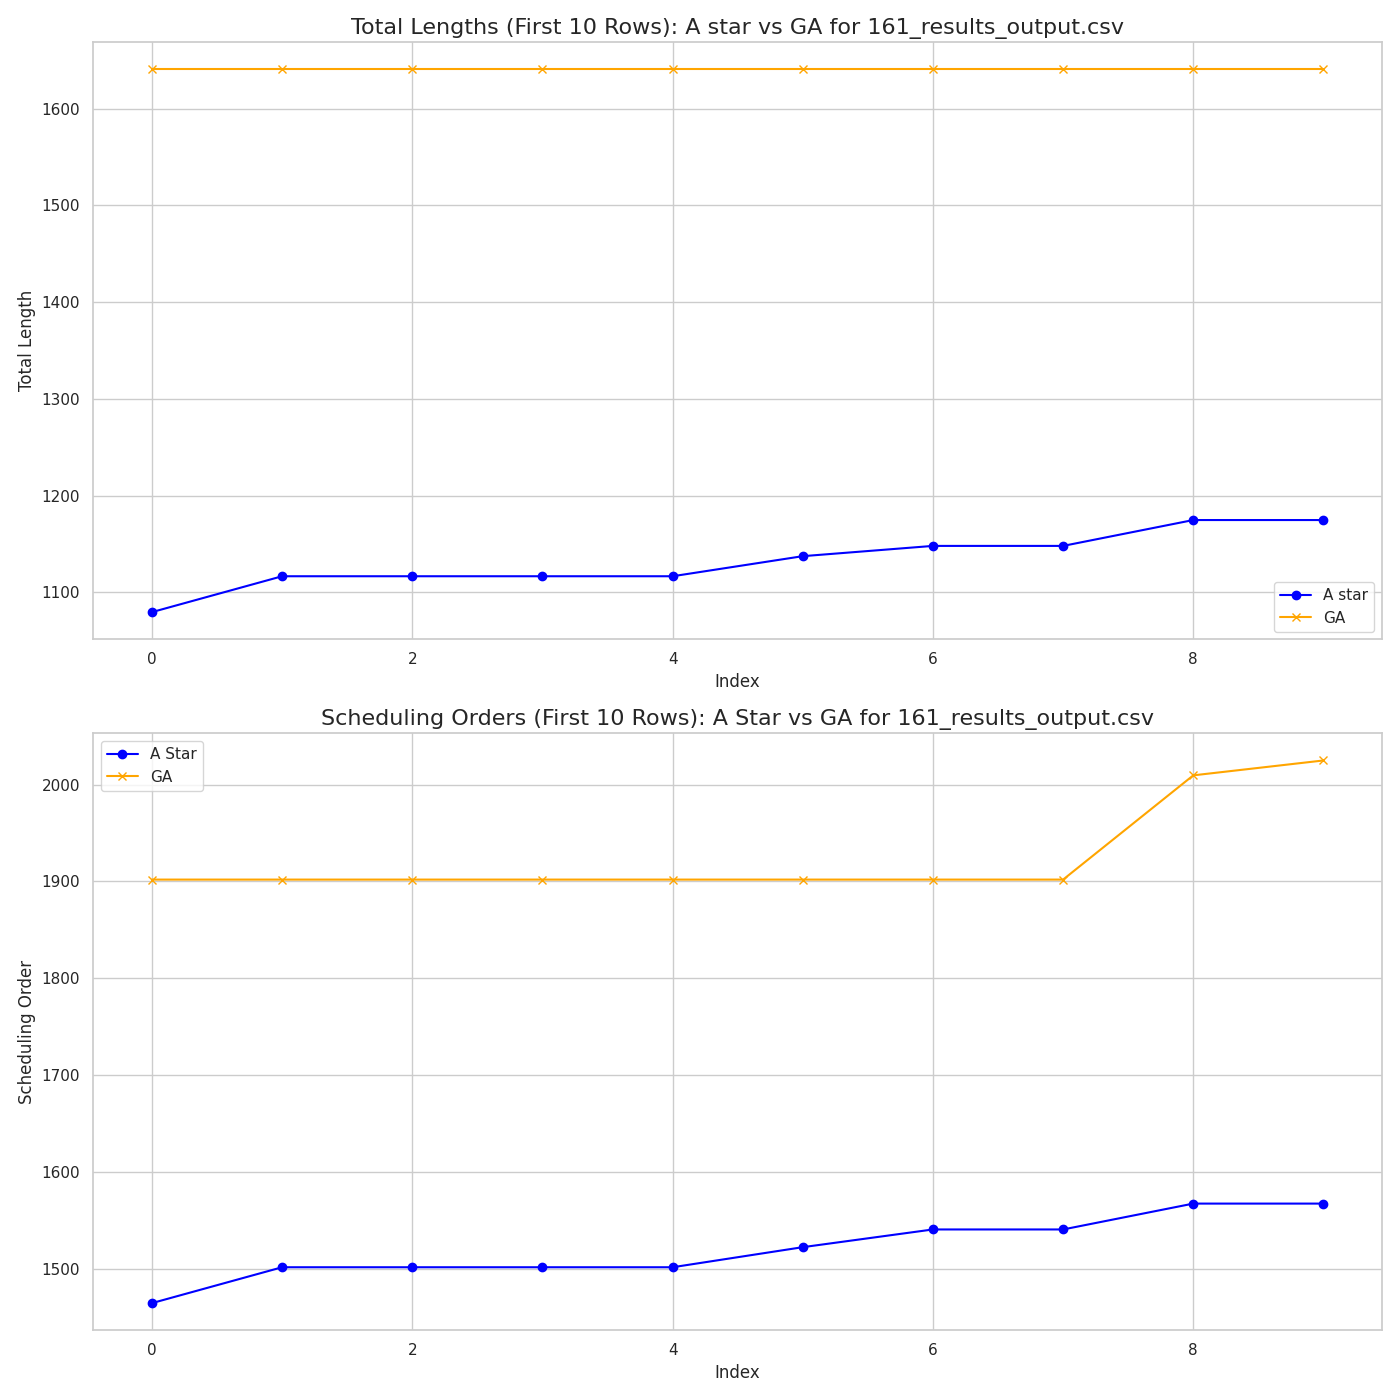 Total Lengths (First 10 Rows): A star vs GA for 161_results_output.csv
1600
1500
1400
1300
1200
1100
Total Length
A star
GA
0 2 4 6 8
Index
Scheduling Orders (First 10 Rows): A Star vs GA for 161_results_output.csv
A Star
GA
2000
1900
1800
1700
1600
1500
Scheduling Order
0 2 4 6 8
Index